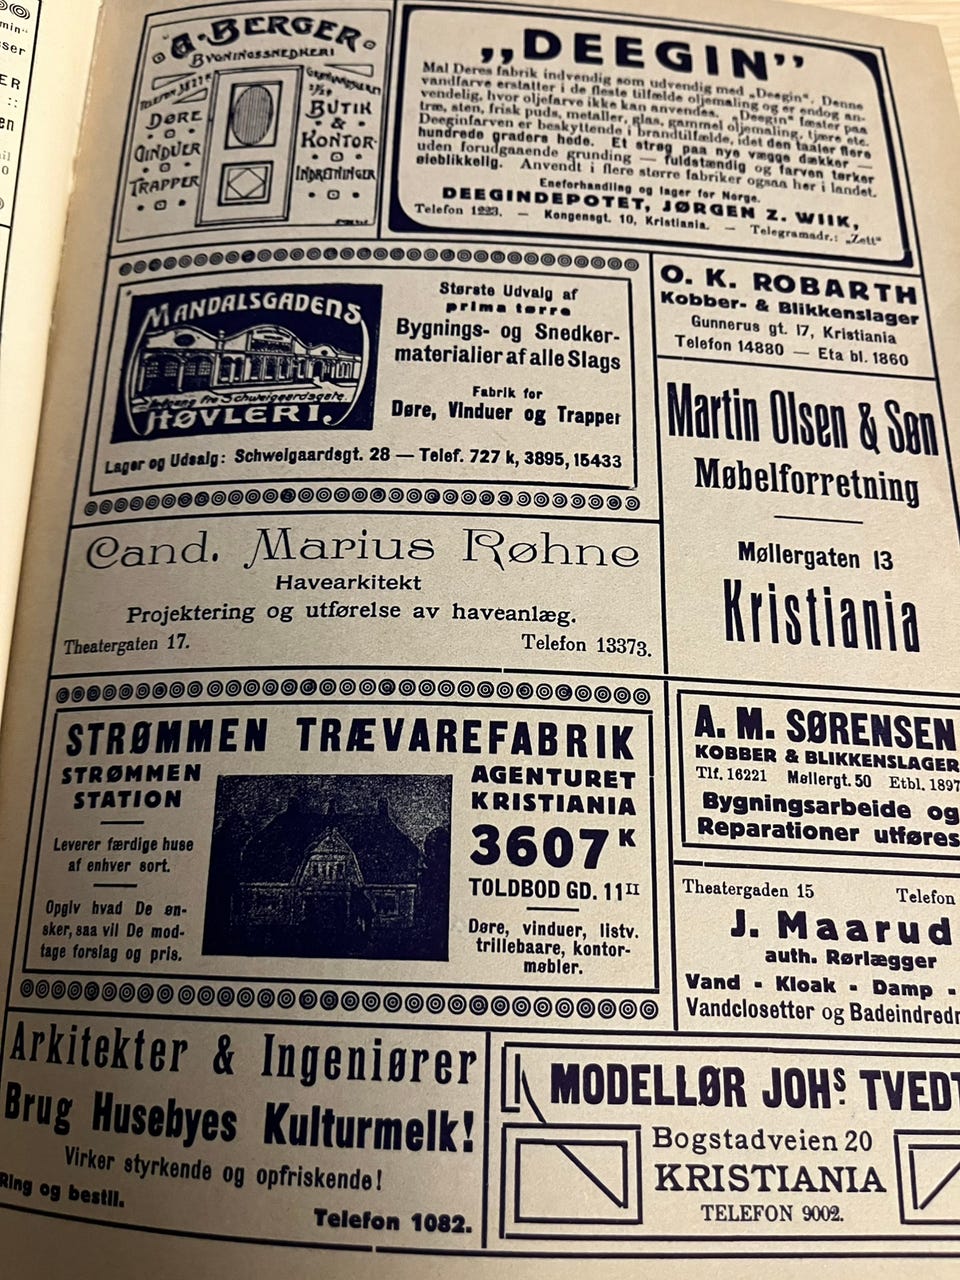 A. BERGER
BYGNINGSSNEDKERI
DØRE
VINDUER
TRAPPER
BUTIK
&
KONTOR-
INDRETNINGER
„DEEGIN”
Mal Deres fabrik indvendig som udvendig med „Deegin”. Denne
vandfarve erstatter i de fleste tilfælde oljemaling og er endog an-
vendelig, hvor oljefarve ikke kan anvendes. „Deegin” fæster paa
træ, sten, frisk puds, metaller, glas, gammel oljemaling, tjære etc.
Deeginfarven er beskyttende i brandtilfælde, idet den taaler flere
hundrede graders hede. Et strøg paa nye vægge dækker —
uden forudgaaende grunding — fuldstændig og farven tørker
øieblikkelig. Anvendt i flere større fabriker ogsaa her i landet.
Eneforhandling og lager for Norge.
DEEGINDEPOTET, JØRGEN Z. WIIK,
Telefon 1223. — Kongensgt. 10, Kristiania. — Telegramadr.: „Zett”
MANDALSGADENS
Indgang fra Schweigaardsgate.
HØVLERI.
Største Udvalg af
prima tørre
Bygnings- og Snedker-
materialier af alle Slags
Fabrik for
Døre, Vinduer og Trapper
Lager og Udsalg: Schweigaardsgt. 28 — Telef. 727 k, 3895, 15433
O. K. ROBARTH
Kobber- & Blikkenslager
Gunnerus gt. 17, Kristiania
Telefon 14880 — Eta bl. 1860
Martin Olsen & Søn
Møbelforretning
Møllergaten 13
Kristiania
Cand. Marius Røhne
Havearkitekt
Projektering og utførelse av haveanlæg.
Theatergaten 17. Telefon 13373.
STRØMMEN TRÆVAREFABRIK
STRØMMEN
STATION
Leverer færdige huse
af enhver sort.
Opgiv hvad De øn-
sker, saa vil De mod-
tage forslag og pris.
AGENTURET
KRISTIANIA
3607 K
TOLDBOD GD. 11 II
Døre, vinduer, listv.
trillebaare, kontor-
møbler.
A. M. SØRENSEN
KOBBER & BLIKKENSLAGER
Tlf. 16221 Møllergt. 50 Etbl. 1897
Bygningsarbeide og
Reparationer utføres
Theatergaden 15 Telefon
J. Maarud
auth. Rørlægger
Vand - Kloak - Damp -
Vandclosetter og Badeindredn
Arkitekter & Ingeniører
Brug Husebyes Kulturmelk!
Virker styrkende og opfriskende!
Ring og bestil.
Telefon 1082.
MODELLØR JOHS. TVEDT
Bogstadveien 20
KRISTIANIA
TELEFON 9002.